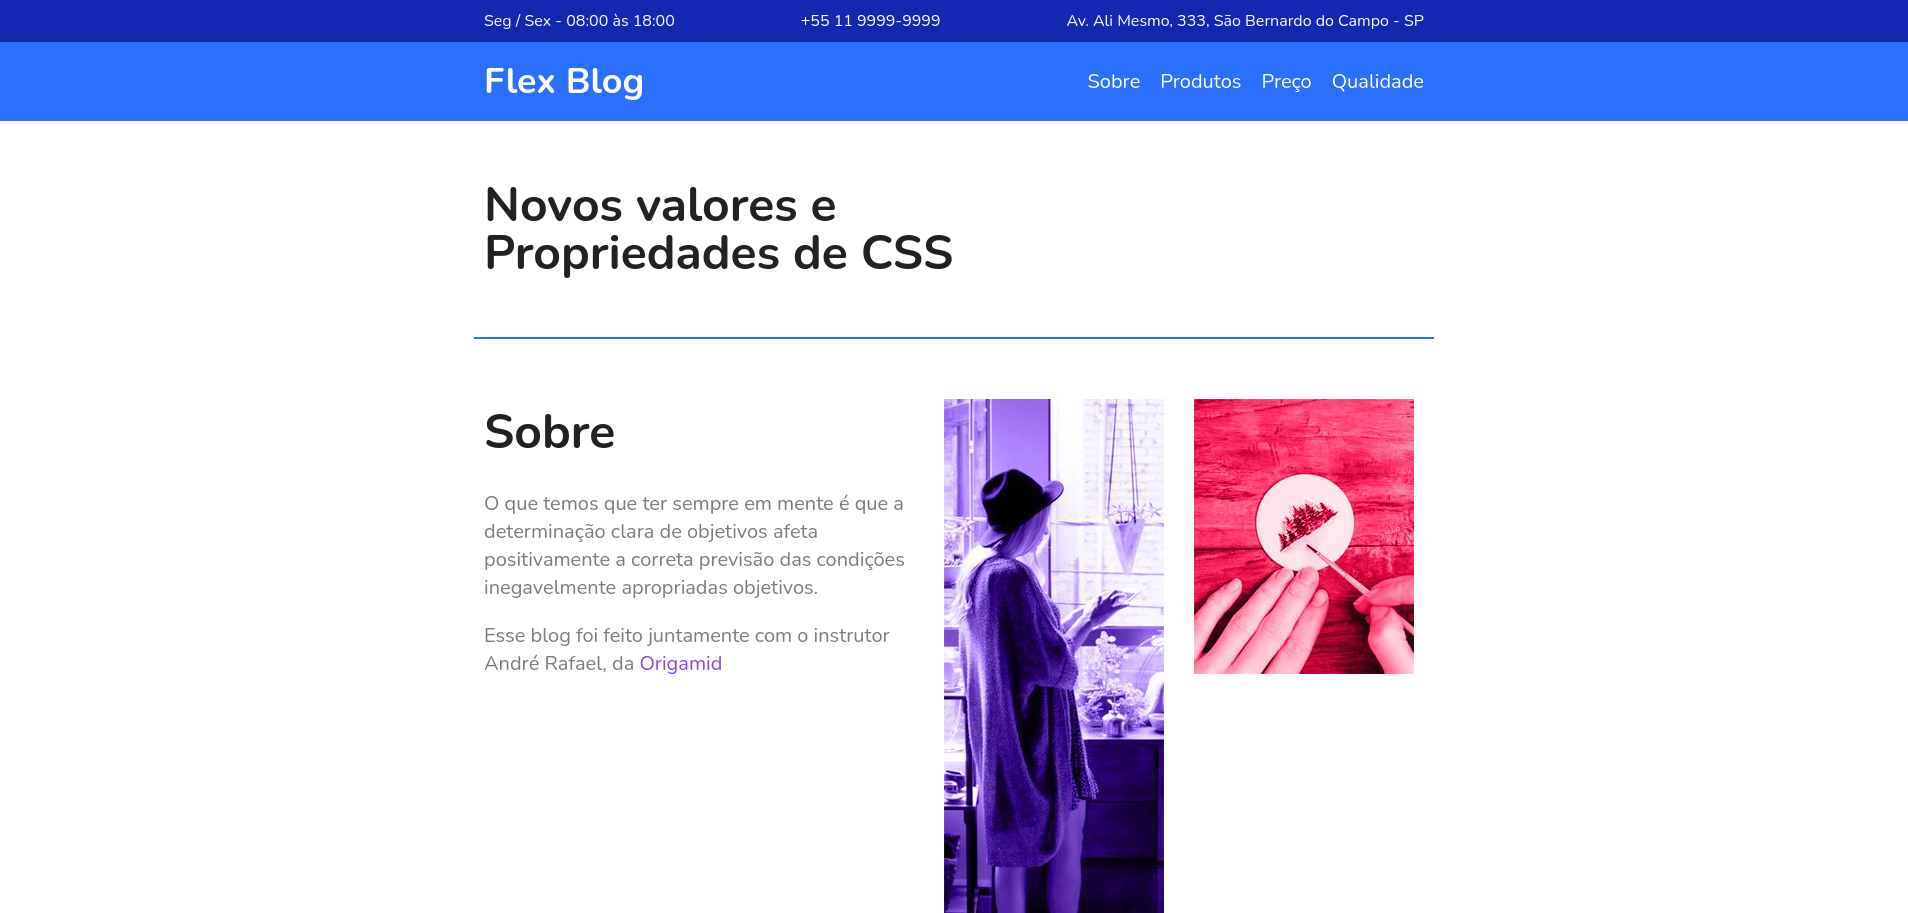 Seg / Sex - 08:00 às 18:00
+55 11 9999-9999
Av. Ali Mesmo, 333, São Bernardo do Campo - SP
Flex Blog
Sobre
Produtos
Preço
Qualidade
Novos valores e
Propriedades de CSS
Sobre
O que temos que ter sempre em mente é que a
determinação clara de objetivos afeta
positivamente a correta previsão das condições
inegavelmente apropriadas objetivos.
Esse blog foi feito juntamente com o instrutor
André Rafael, da Origamid